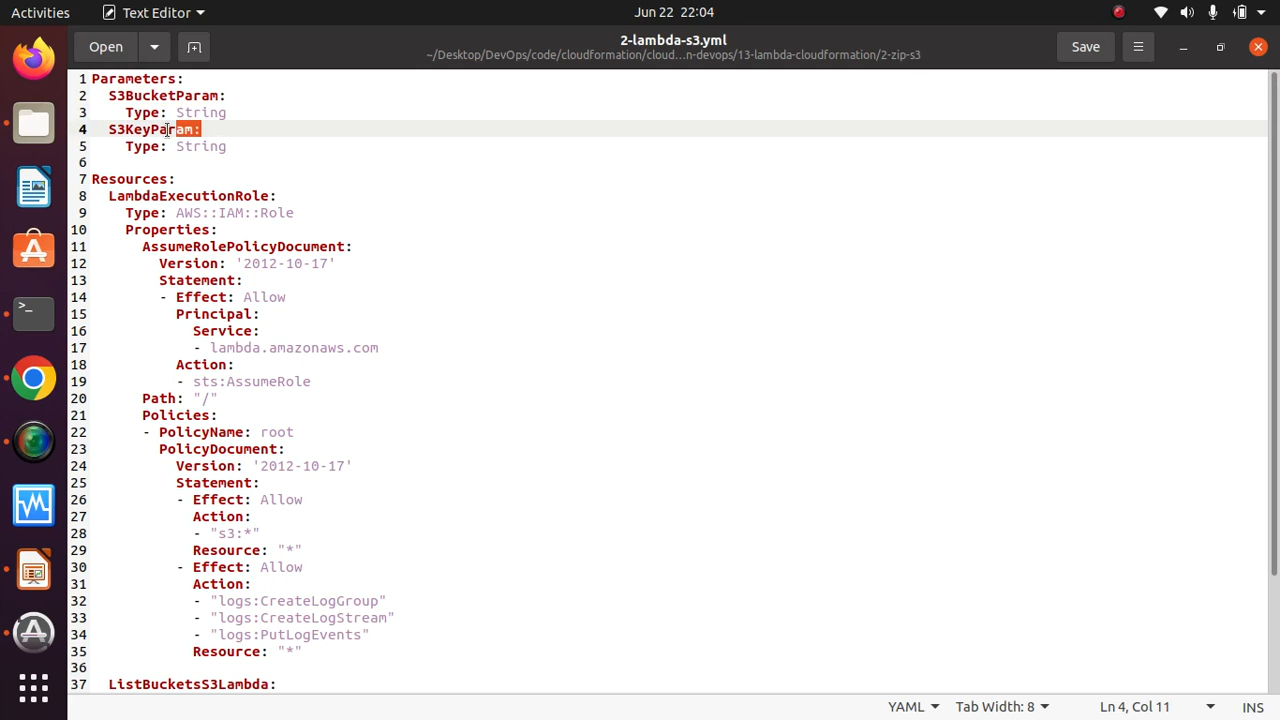 Activities
Text Editor
Jun 22 22:04
Open
2-lambda-s3.yml
~/Desktop/DevOps/code/cloudformation/cloud...n-devops/13-lambda-cloudformation/2-zip-s3
Save
1 Parameters:
2 S3BucketParam:
3 Type: String
4 S3KeyParam:
5 Type: String
6
7 Resources:
8 LambdaExecutionRole:
9 Type: AWS::IAM::Role
10 Properties:
11 AssumeRolePolicyDocument:
12 Version: '2012-10-17'
13 Statement:
14 - Effect: Allow
15 Principal:
16 Service:
17 - lambda.amazonaws.com
18 Action:
19 - sts:AssumeRole
20 Path: "/"
21 Policies:
22 - PolicyName: root
23 PolicyDocument:
24 Version: '2012-10-17'
25 Statement:
26 - Effect: Allow
27 Action:
28 - "s3:*"
29 Resource: "*"
30 - Effect: Allow
31 Action:
32 - "logs:CreateLogGroup"
33 - "logs:CreateLogStream"
34 - "logs:PutLogEvents"
35 Resource: "*"
36
37 ListBucketsS3Lambda:
YAML
Tab Width: 8
Ln 4, Col 11
INS